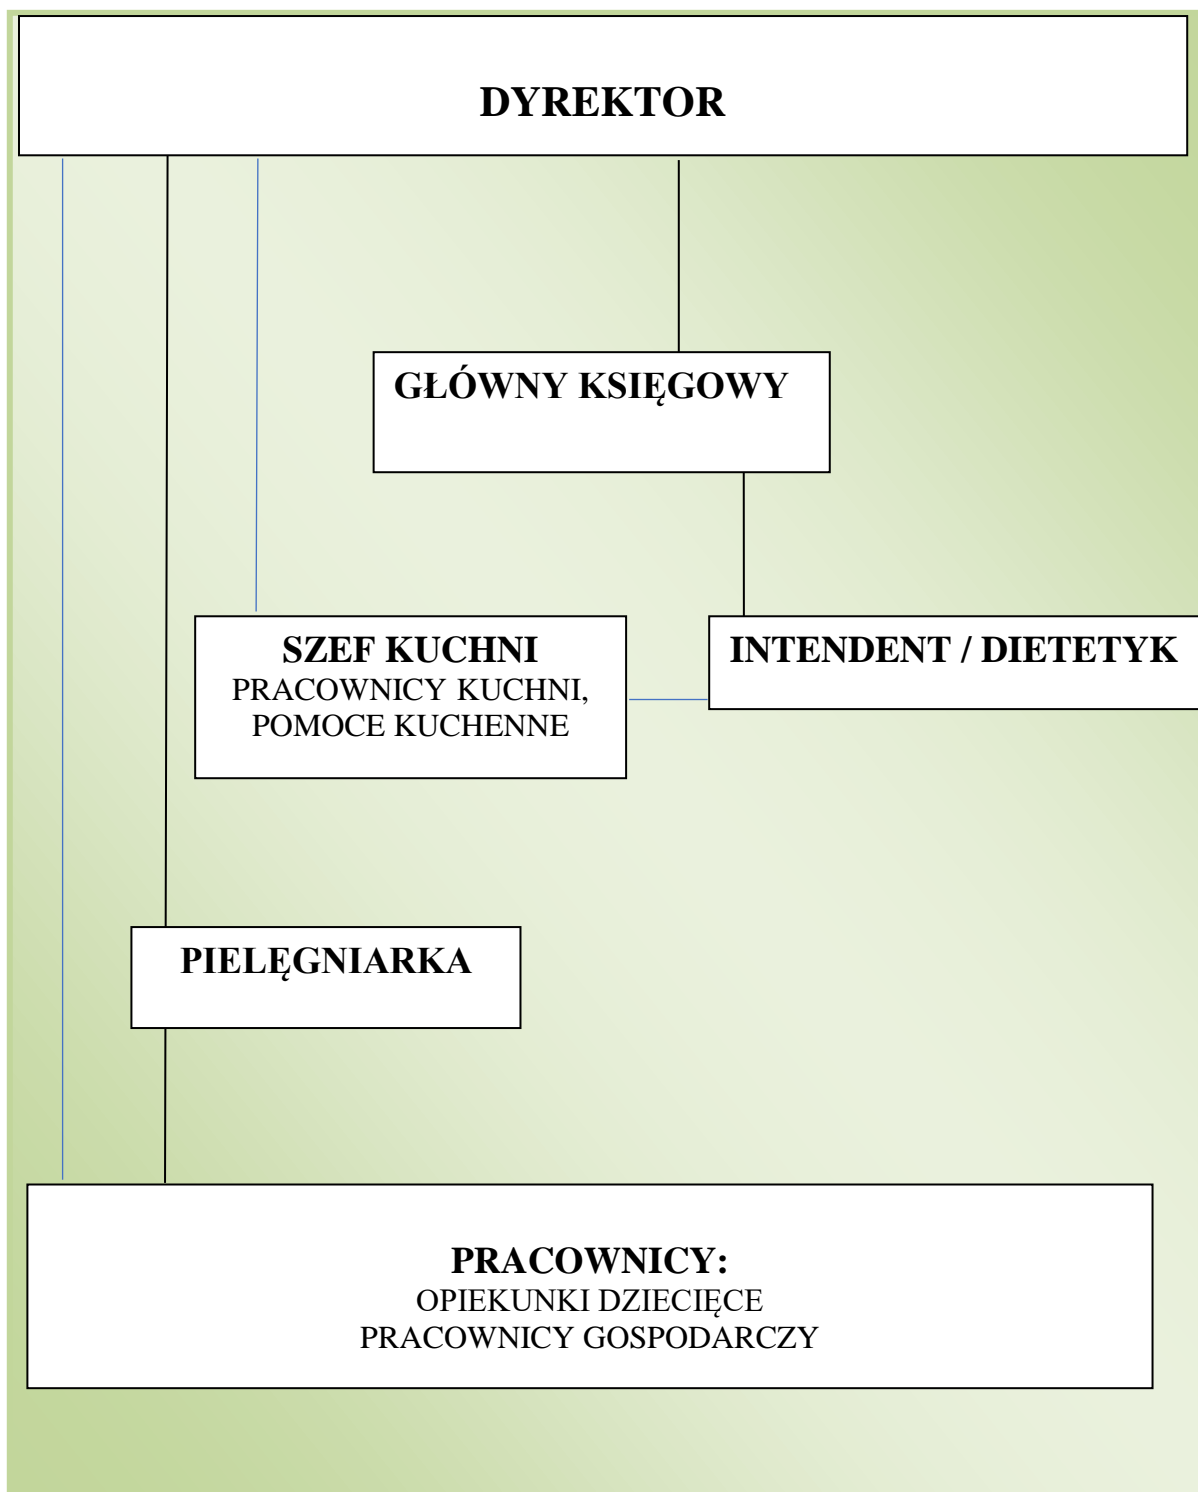 DYREKTOR
GŁÓWNY KSIĘGOWY
SZEF KUCHNI
PRACOWNICY KUCHNI,
POMOCE KUCHENNE
INTENDENT / DIETETYK
PIELĘGNIARKA
PRACOWNICY:
OPIEKUNKI DZIECIĘCE
PRACOWNICY GOSPODARCZY